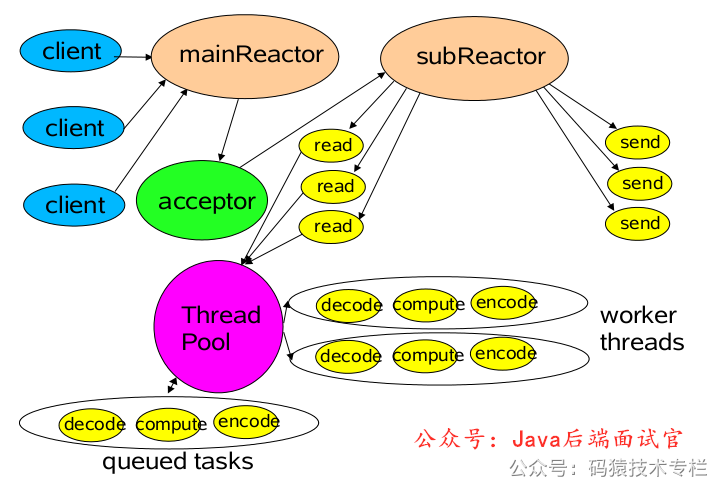 client
mainReactor
subReactor
client
read
send
client
acceptor
read
send
read
send
Thread
Pool
decode compute encode
worker
threads
decode compute encode
decode compute encode
queued tasks
公众号：Java后端面试官
公众号：码猿技术专栏